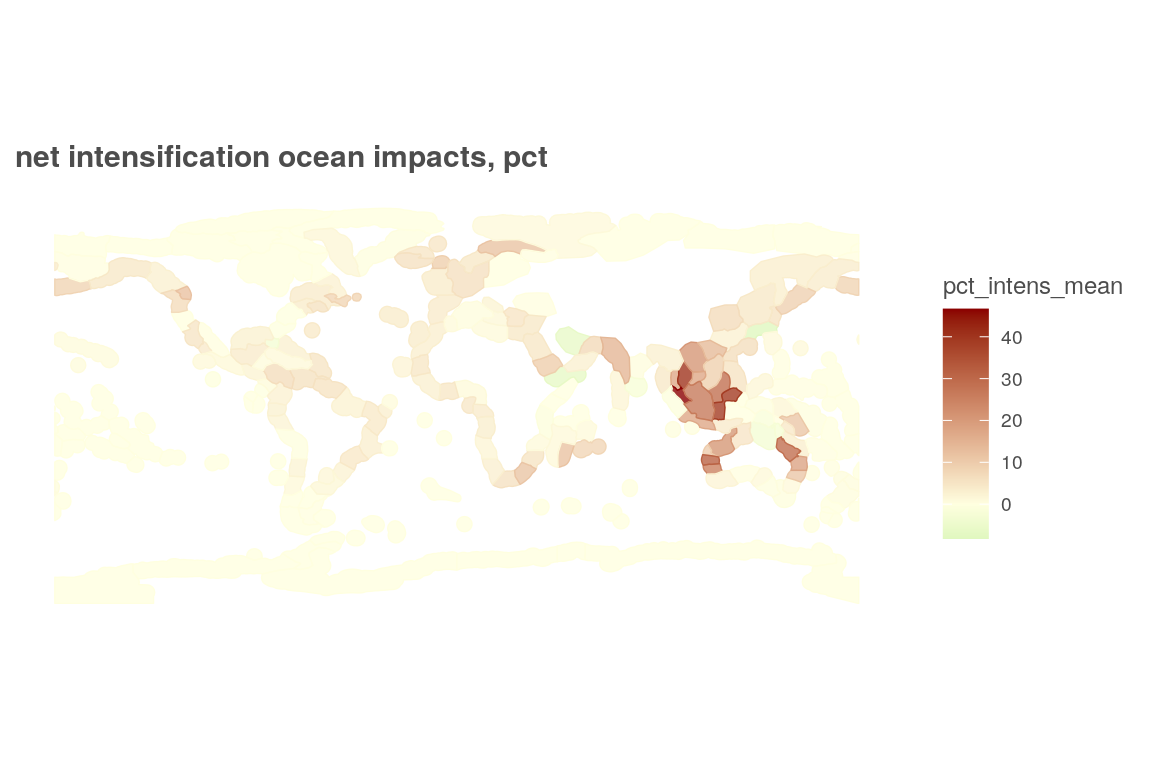 net intensification ocean impacts, pct
pct_intens_mean
40
30
20
10
0